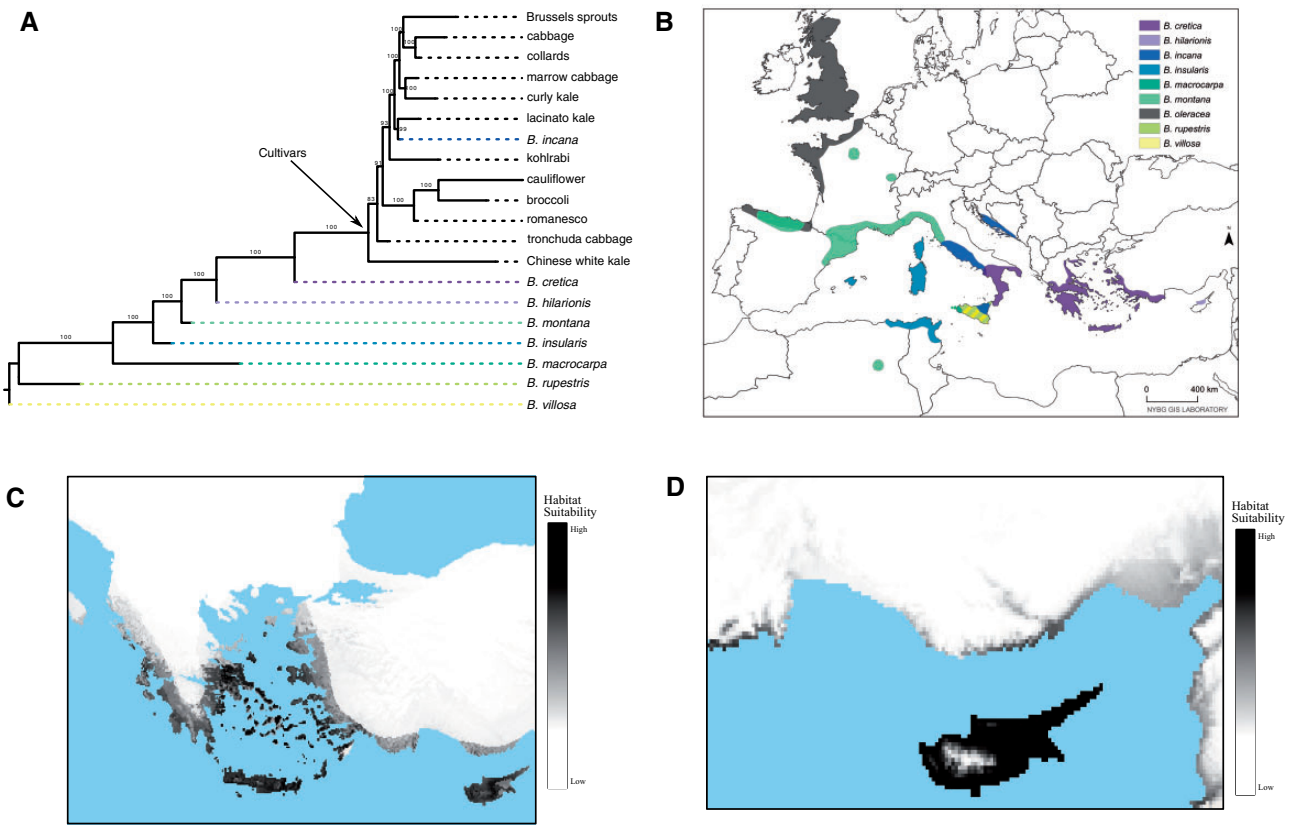 A
Brussels sprouts
cabbage
collards
marrow cabbage
curly kale
lacinato kale
B. incana
kohlrabi
cauliflower
broccoli
romanesco
tronchuda cabbage
Chinese white kale
B. cretica
B. hilarionis
B. montana
B. insularis
B. macrocarpa
B. rupestris
B. villosa
Cultivars
100
100
100
100
100
100
99
93
91
100
100
83
100
100
100
100
100
B
B. cretica
B. hilarionis
B. incana
B. insularis
B. macrocarpa
B. montana
B. oleracea
B. rupestris
B. villosa
N
0 400 km
NYBG GIS LABORATORY
C
Habitat
Suitability
High
Low
D
Habitat
Suitability
High
Low